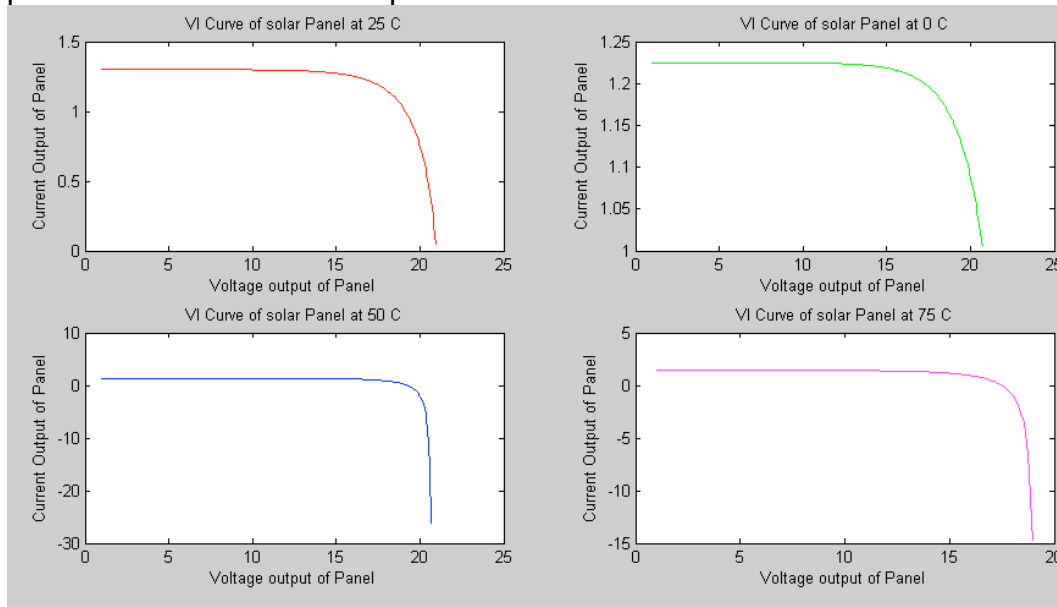 VI Curve of solar Panel at 25 C
1.5
1
0.5
0
Current Output of Panel
0 5 10 15 20 25
Voltage output of Panel
VI Curve of solar Panel at 0 C
1.25
1.2
1.15
1.1
1.05
1
Current Output of Panel
0 5 10 15 20 25
Voltage output of Panel
VI Curve of solar Panel at 50 C
10
0
-10
-20
-30
Current Output of Panel
0 5 10 15 20 25
Voltage output of Panel
VI Curve of solar Panel at 75 C
5
0
-5
-10
-15
Current Output of Panel
0 5 10 15 20
Voltage output of Panel